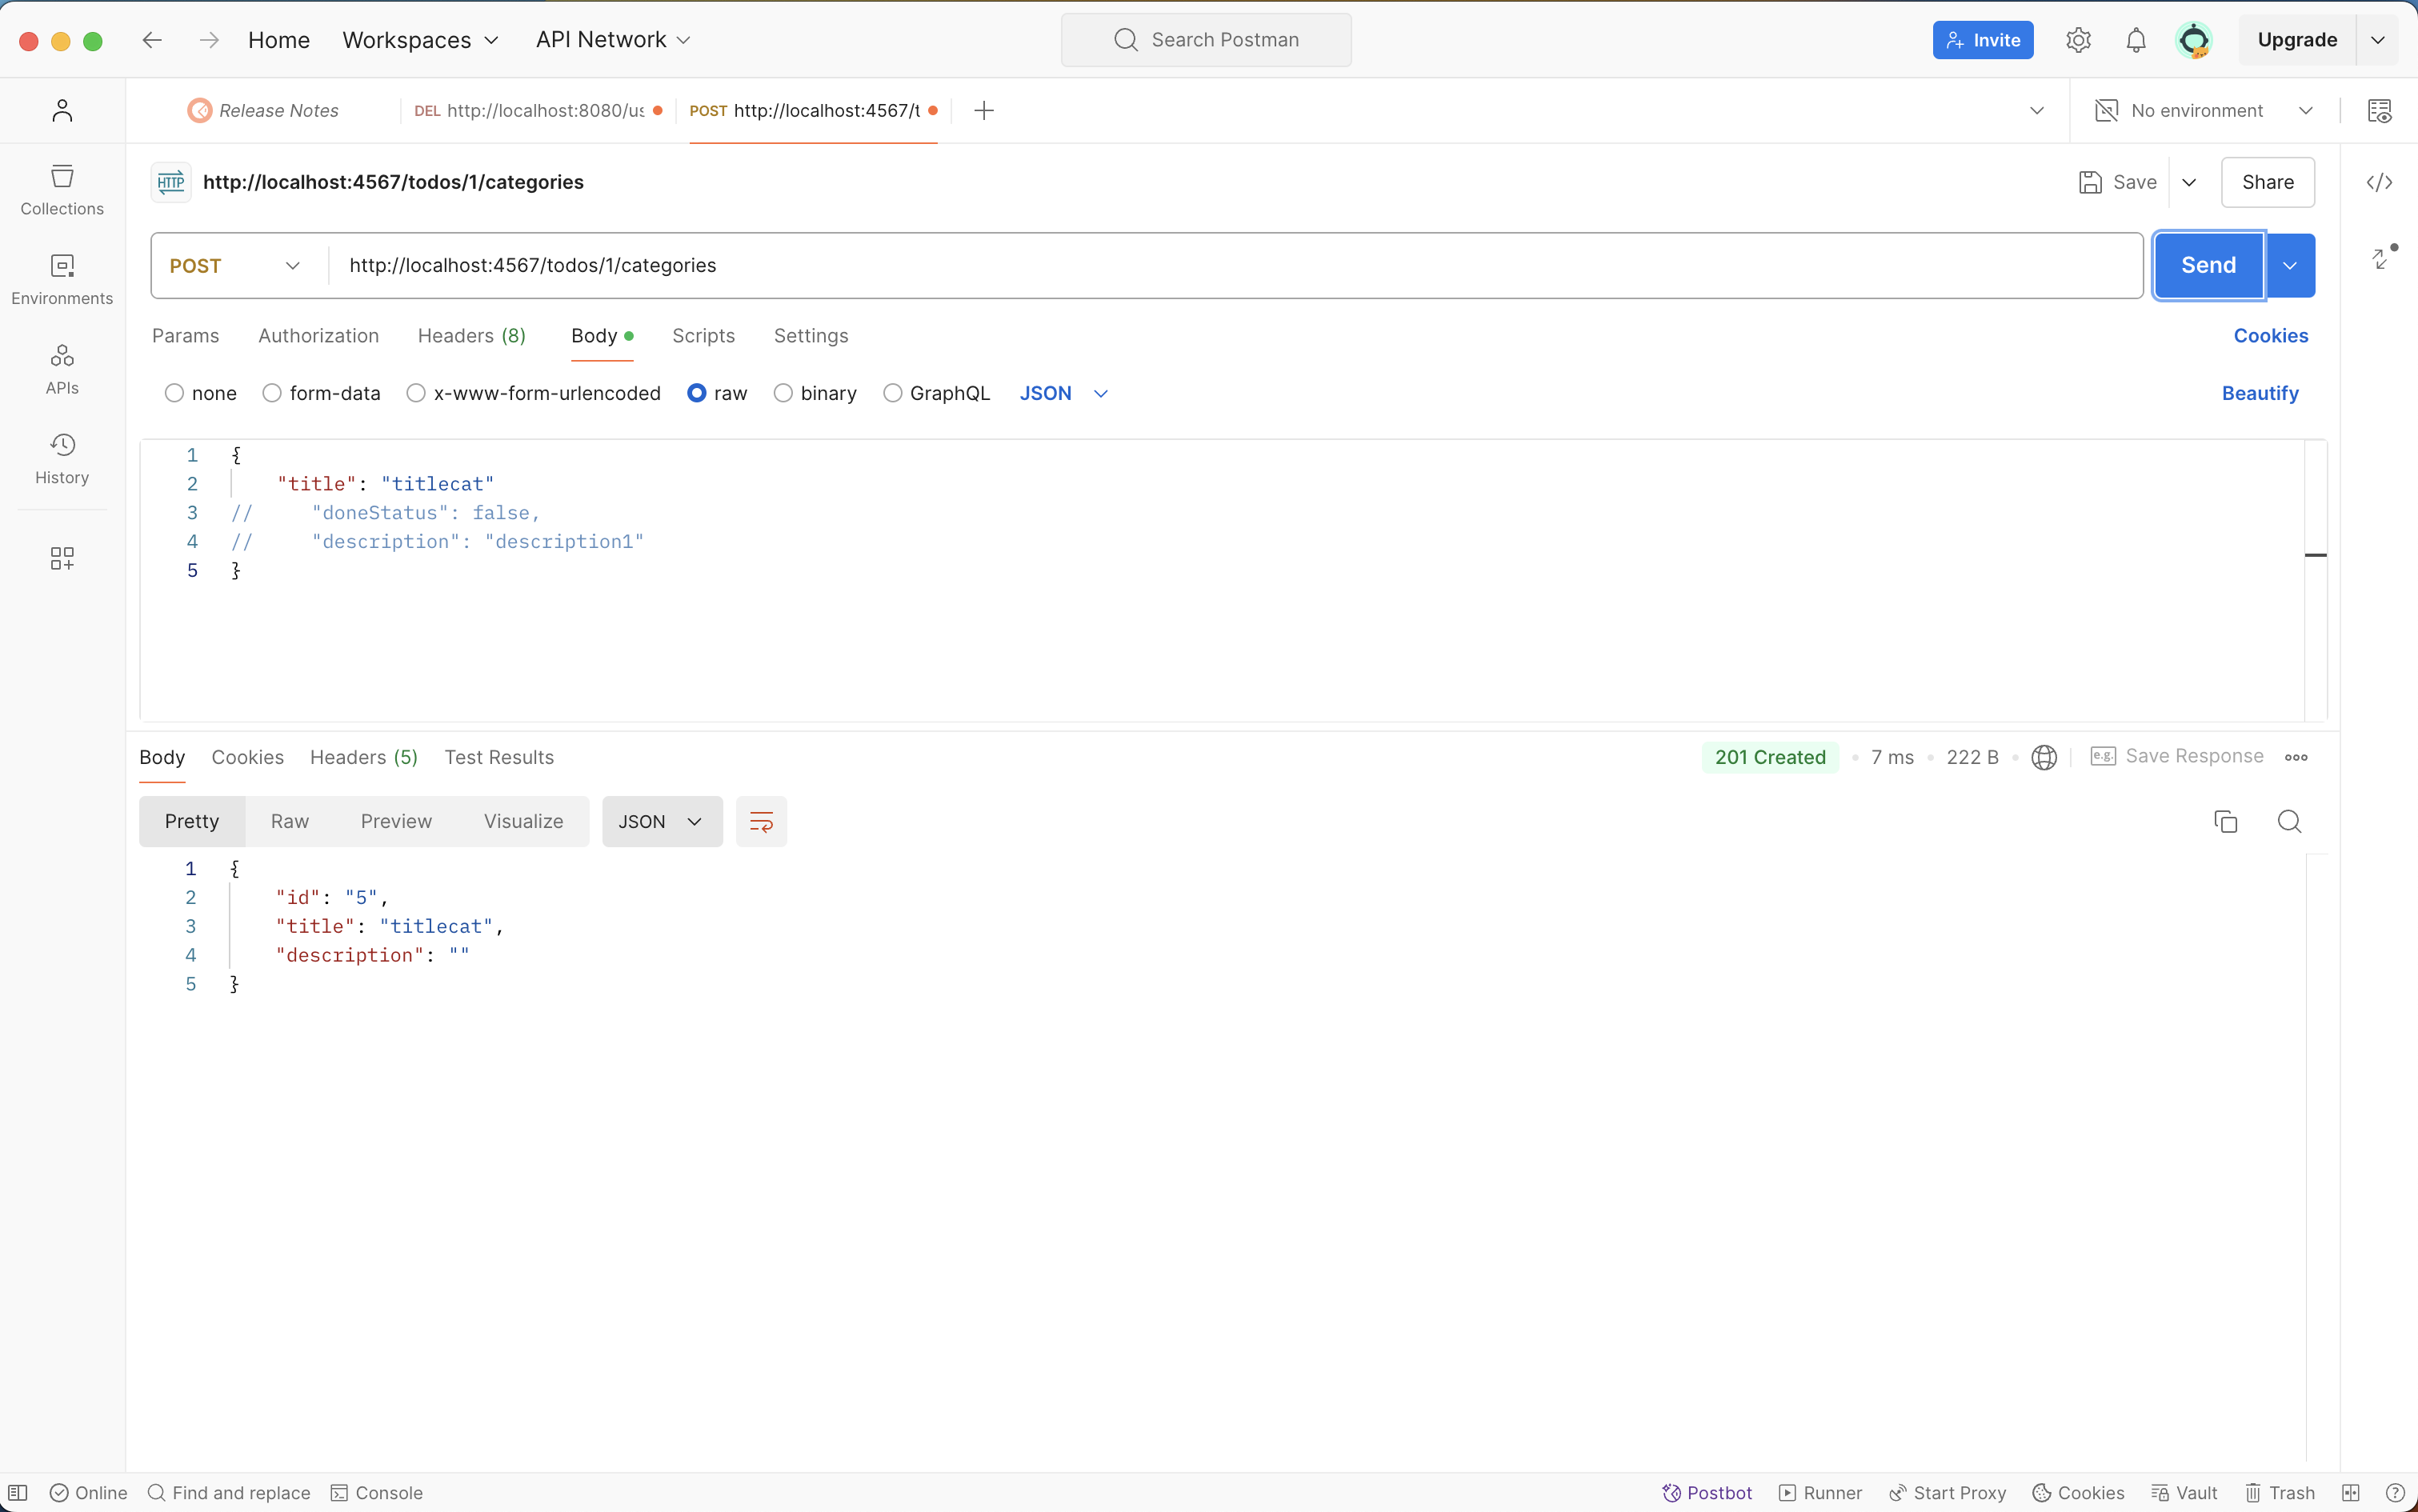 Home Workspaces API Network Search Postman Invite Upgrade
Release Notes DEL http://localhost:8080/us POST http://localhost:4567/t No environment
HTTP http://localhost:4567/todos/1/categories Save Share
POST http://localhost:4567/todos/1/categories Send
Params Authorization Headers (8) Body Scripts Settings Cookies
none form-data x-www-form-urlencoded raw binary GraphQL JSON Beautify
Collections
Environments
APIs
History
1 {
2 "title": "titlecat"
3 // "doneStatus": false,
4 // "description": "description1"
5 }
Body Cookies Headers (5) Test Results 201 Created 7 ms 222 B e.g. Save Response
Pretty Raw Preview Visualize JSON
1 {
2 "id": "5",
3 "title": "titlecat",
4 "description": ""
5 }
Online Find and replace Console Postbot Runner Start Proxy Cookies Vault Trash